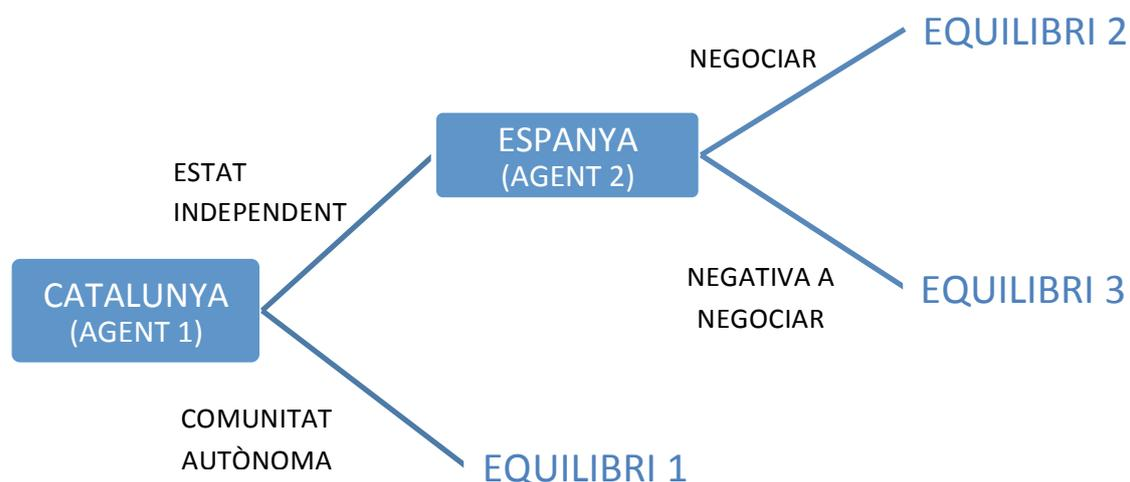 NEGOCIAR
EQUILIBRI 2
ESPANYA
(AGENT 2)
ESTAT
INDEPENDENT
CATALUNYA
(AGENT 1)
NEGATIVA A
NEGOCIAR
EQUILIBRI 3
COMUNITAT
AUTÒNOMA
EQUILIBRI 1